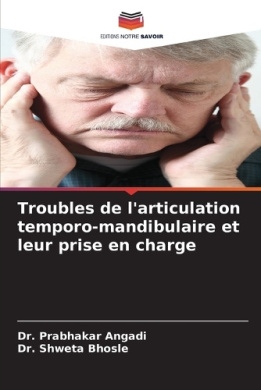 EDITIONS NOTRE SAVOIR
Troubles de l'articulation
temporo-mandibulaire et
leur prise en charge
Dr. Prabhakar Angadi
Dr. Shweta Bhosle